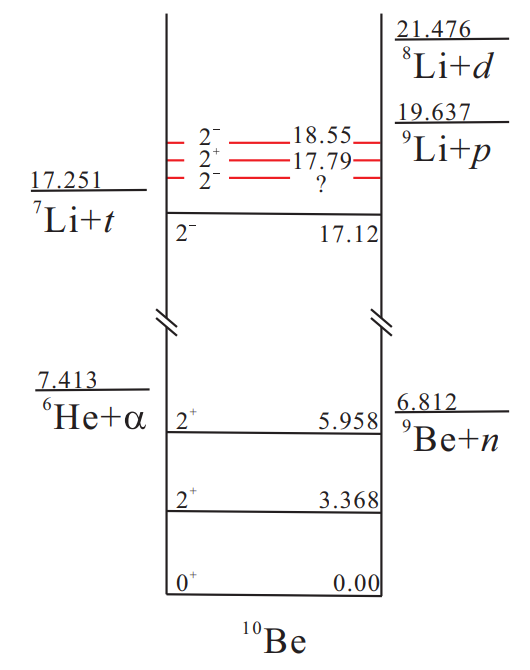 21.476
⁸Li+d
19.637
⁹Li+p
2⁻ 18.55
2⁺ 17.79
2⁻ ?
17.251
⁷Li+t
2⁻ 17.12
7.413
⁶He+α
6.812
⁹Be+n
2⁺ 5.958
2⁺ 3.368
0⁺ 0.00
¹⁰Be